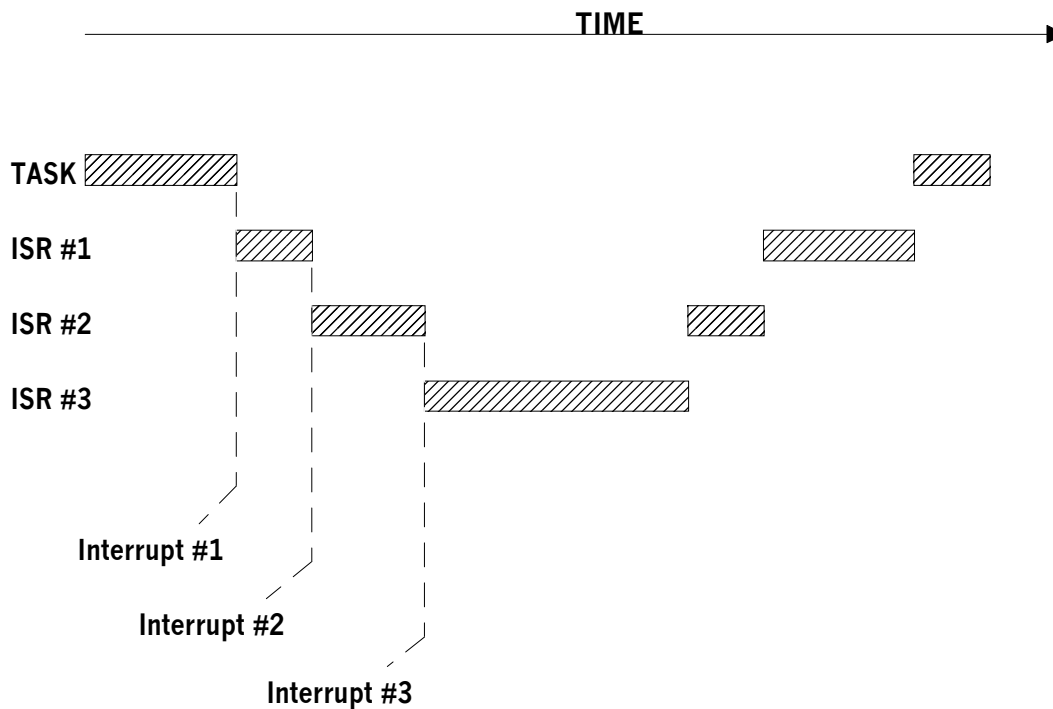 TIME
TASK
ISR #1
ISR #2
ISR #3
Interrupt #1
Interrupt #2
Interrupt #3